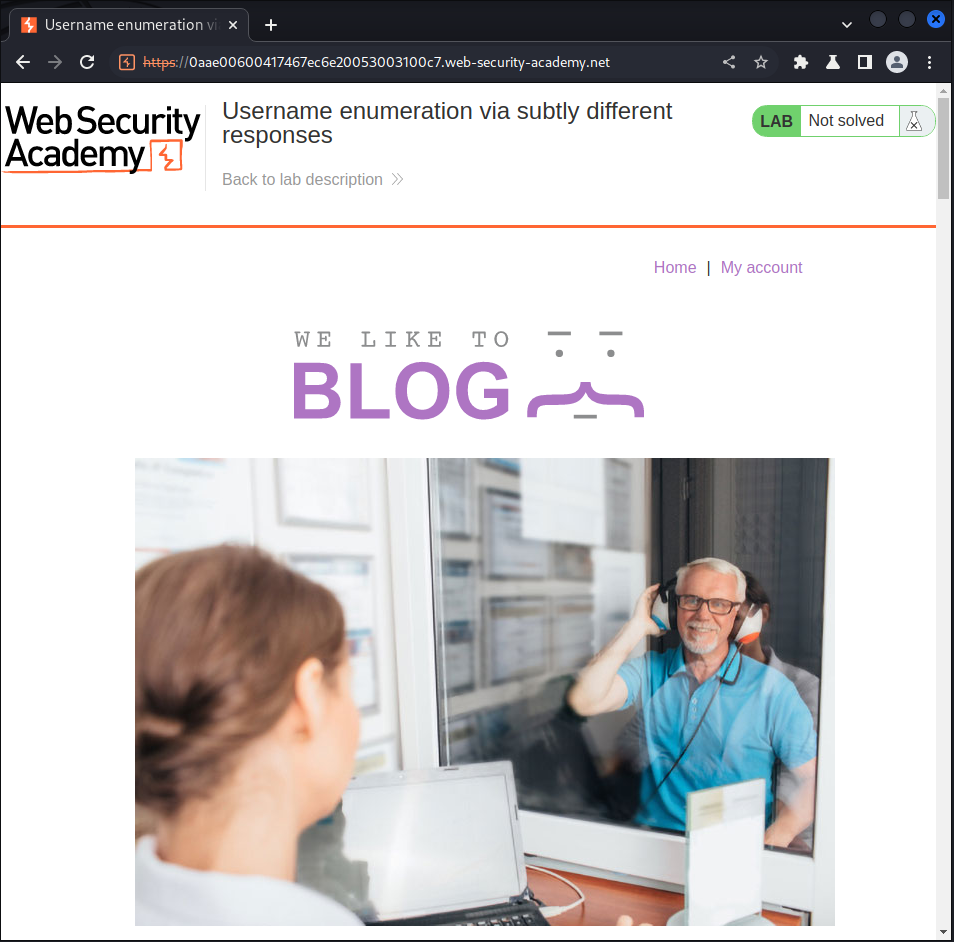 Username enumeration vi
https://0aae00600417467ec6e20053003100c7.web-security-academy.net
Web Security
Academy
Username enumeration via subtly different
responses
Back to lab description
LAB
Not solved
Home | My account
WE LIKE TO
BLOG